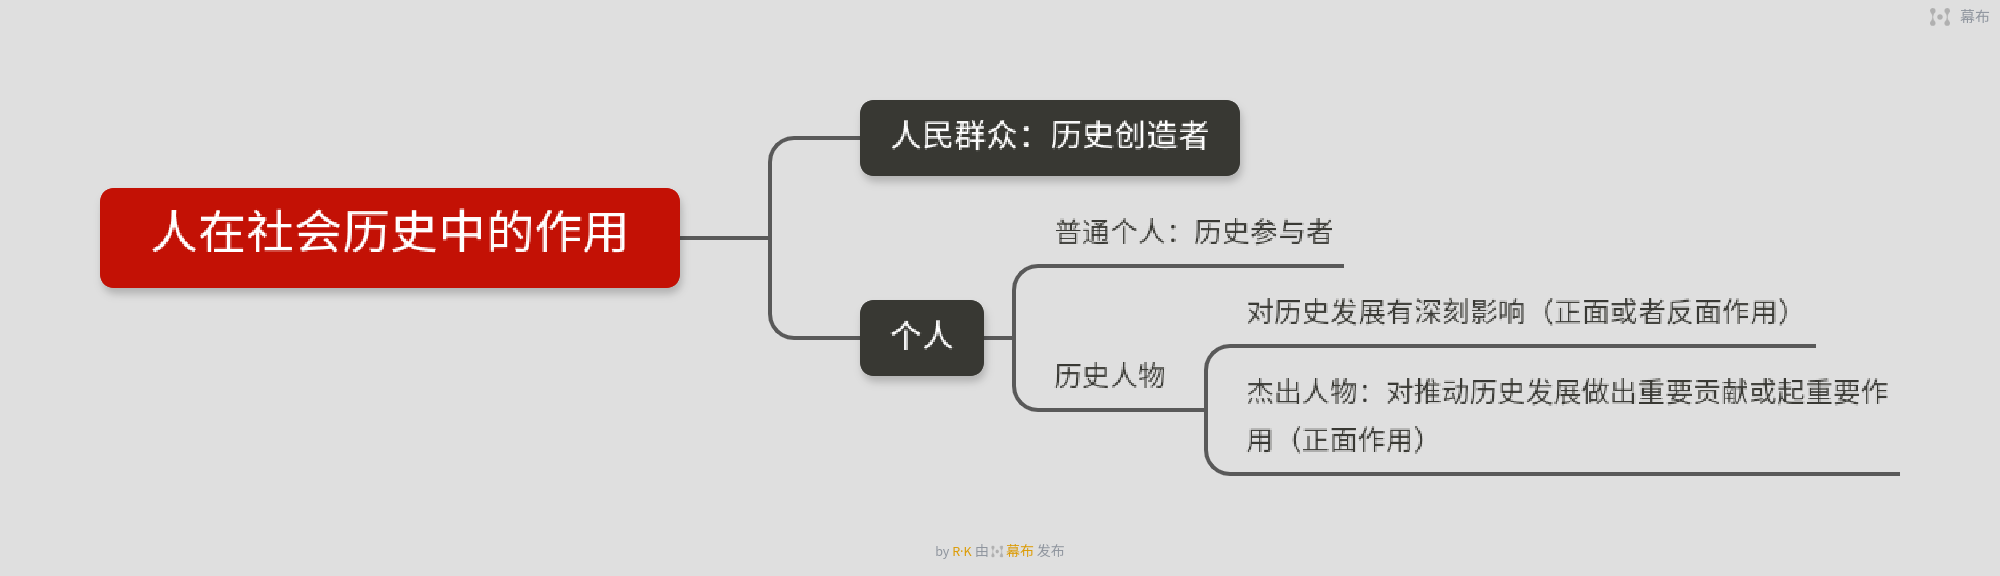 幕布
人在社会历史中的作用
人民群众：历史创造者
个人
普通个人：历史参与者
历史人物
对历史发展有深刻影响（正面或者反面作用）
杰出人物：对推动历史发展做出重要贡献或起重要作
用（正面作用）
by R·K 由 幕布 发布